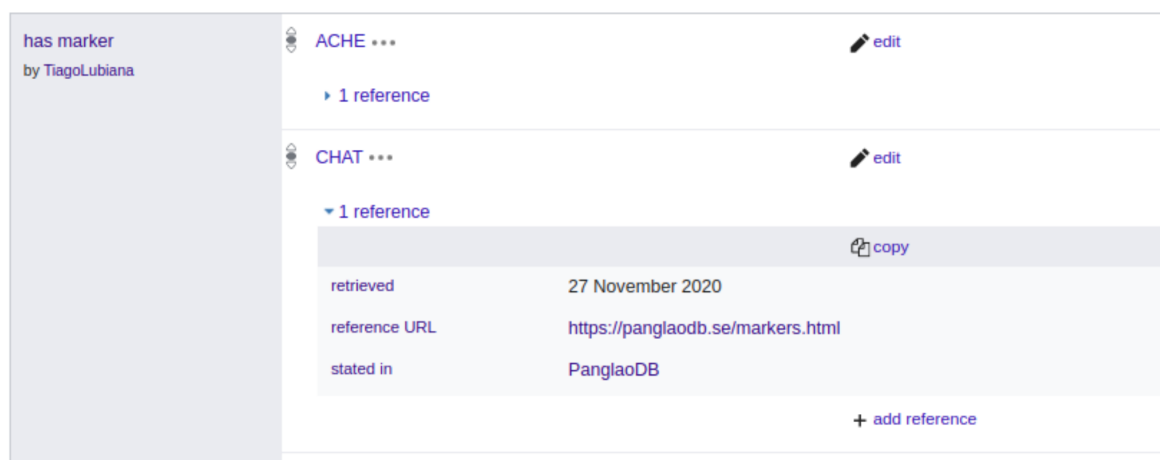 has marker
by TiagoLubiana
ACHE •••
edit
1 reference
CHAT •••
edit
1 reference
copy
retrieved 27 November 2020
reference URL https://panglaodb.se/markers.html
stated in PanglaoDB
+ add reference